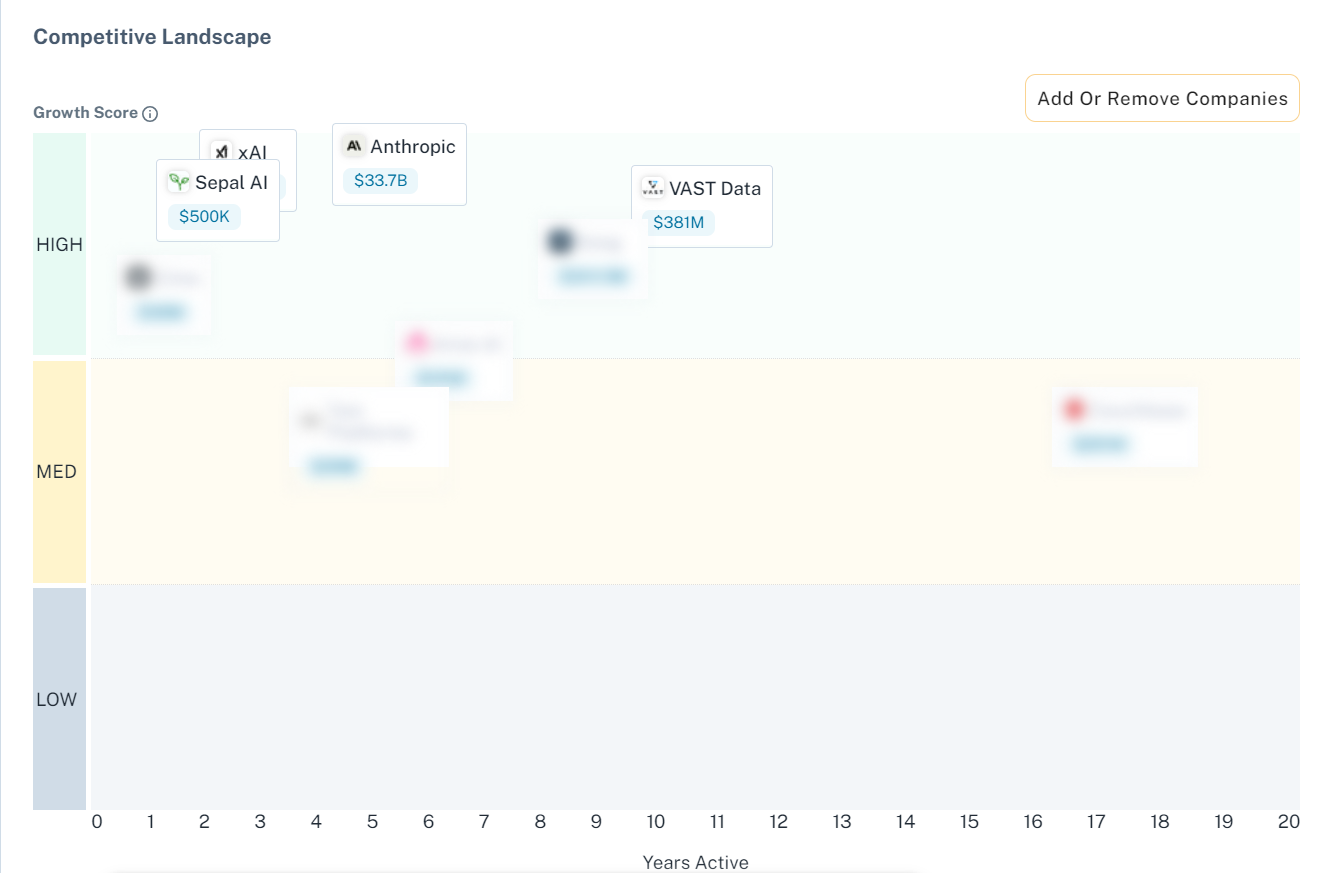 Competitive Landscape
Add Or Remove Companies
Growth Score
xAI
Anthropic
$33.7B
Sepal AI
$500K
VAST Data
$381M
HIGH
MED
LOW
0 1 2 3 4 5 6 7 8 9 10 11 12 13 14 15 16 17 18 19 20
Years Active